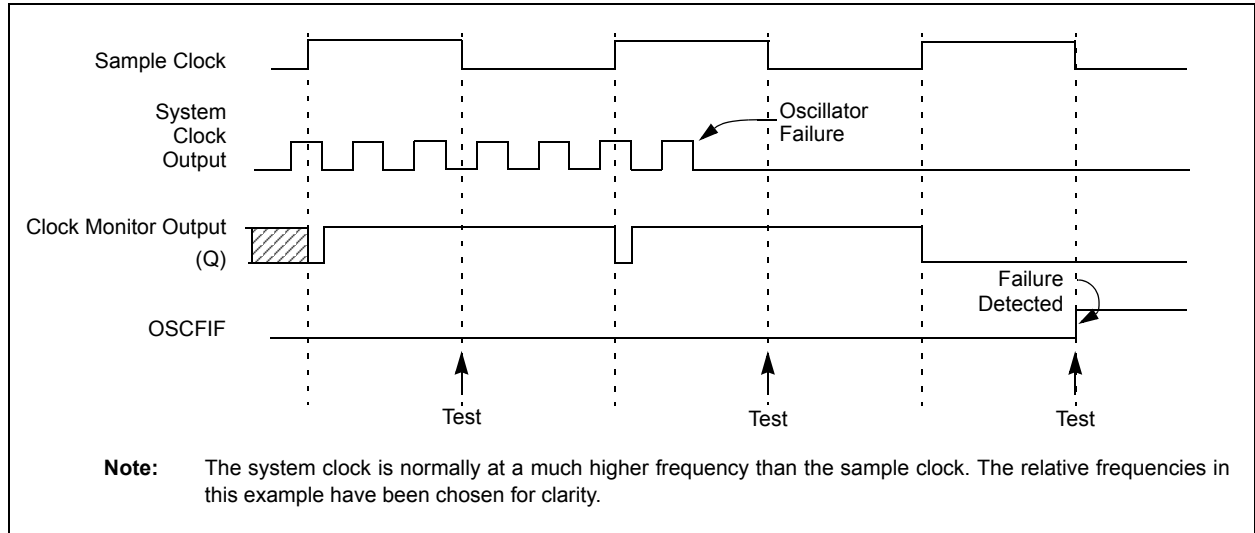 Sample Clock
System
Clock
Output
Oscillator
Failure
Clock Monitor Output
(Q)
Failure
Detected
OSCFIF
Test
Test
Test
Note: The system clock is normally at a much higher frequency than the sample clock. The relative frequencies in
this example have been chosen for clarity.